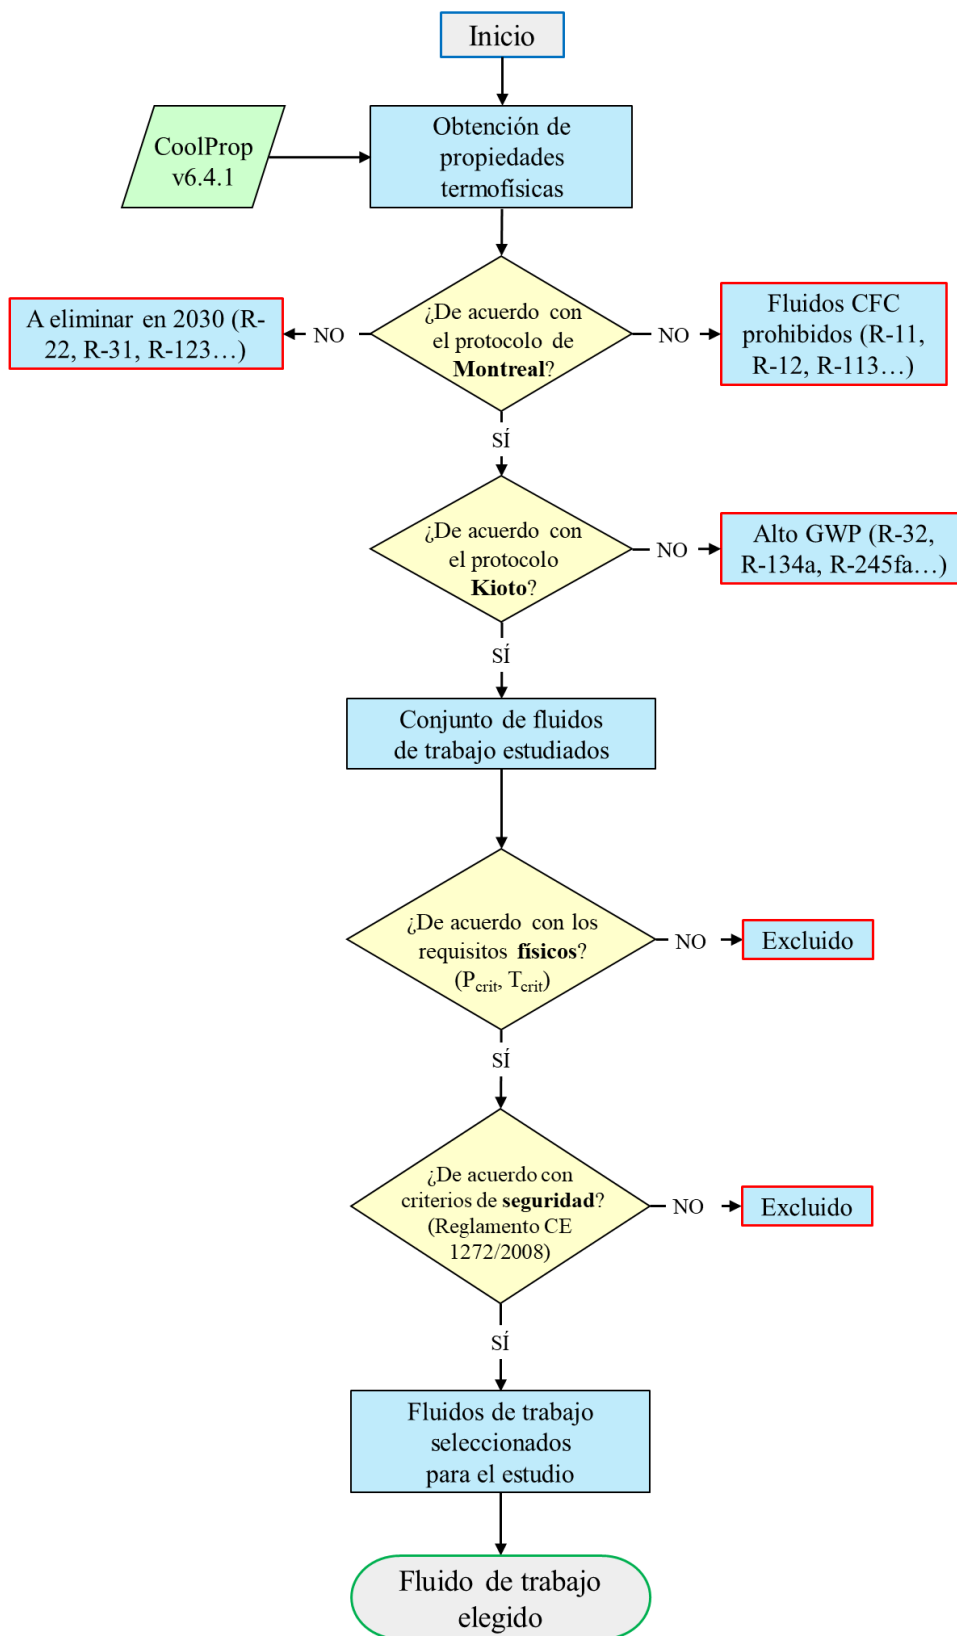 Inicio
CoolProp
v6.4.1
Obtención de
propiedades
termofísicas
A eliminar en 2030 (R-
22, R-31, R-123…)
NO
¿De acuerdo con
el protocolo de
Montreal?
NO
Fluidos CFC
prohibidos (R-11,
R-12, R-113…)
SÍ
¿De acuerdo con
el protocolo
Kioto?
NO
Alto GWP (R-32,
R-134a, R-245fa…)
SÍ
Conjunto de fluidos
de trabajo estudiados
¿De acuerdo con los
requisitos físicos?
(Pcrit, Tcrit)
NO
Excluido
SÍ
¿De acuerdo con
criterios de seguridad?
(Reglamento CE
1272/2008)
NO
Excluido
SÍ
Fluidos de trabajo
seleccionados
para el estudio
Fluido de trabajo
elegido